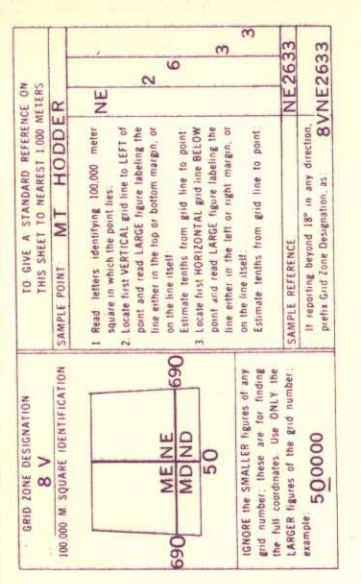 GRID ZONE DESIGNATION
8 V
100,000 M. SQUARE IDENTIFICATION
690 ME NE 690
MD ND
50
IGNORE the SMALLER figures of any
grid number; these are for finding
the full coordinates. Use ONLY the
LARGER figures of the grid number;
example: 500000
TO GIVE A STANDARD REFERENCE ON
THIS SHEET TO NEAREST 1000 METERS
SAMPLE POINT: MT HODDER
1 Read letters identifying 100,000 meter
square in which the point lies:
NE
2. Locate first VERTICAL grid line to LEFT of
point and read LARGE figure labeling the
line either in the top or bottom margin, or
on the line itself:
2
Estimate tenths from grid line to point:
6
3. Locate first HORIZONTAL grid line BELOW
point and read LARGE figure labeling the
line either in the left or right margin, or
on the line itself:
3
Estimate tenths from grid line to point:
3
SAMPLE REFERENCE NE2633
If reporting beyond 18° in any direction,
prefix Grid Zone Designation, as: 8VNE2633